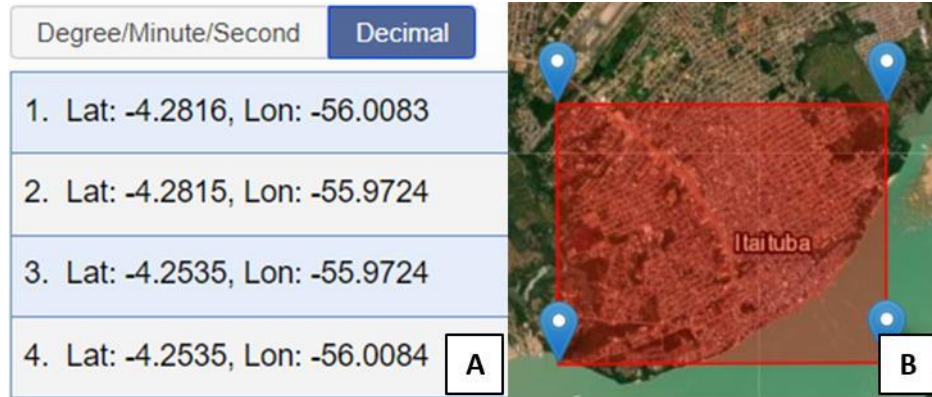 Degree/Minute/Second Decimal
1. Lat: -4.2816, Lon: -56.0083
2. Lat: -4.2815, Lon: -55.9724
3. Lat: -4.2535, Lon: -55.9724
4. Lat: -4.2535, Lon: -56.0084
A
Itaituba
B